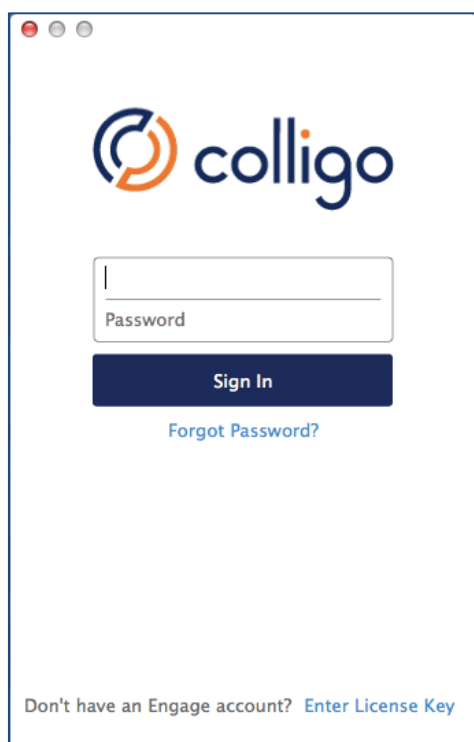 colligo
Password
Sign In
Forgot Password?
Don't have an Engage account? Enter License Key